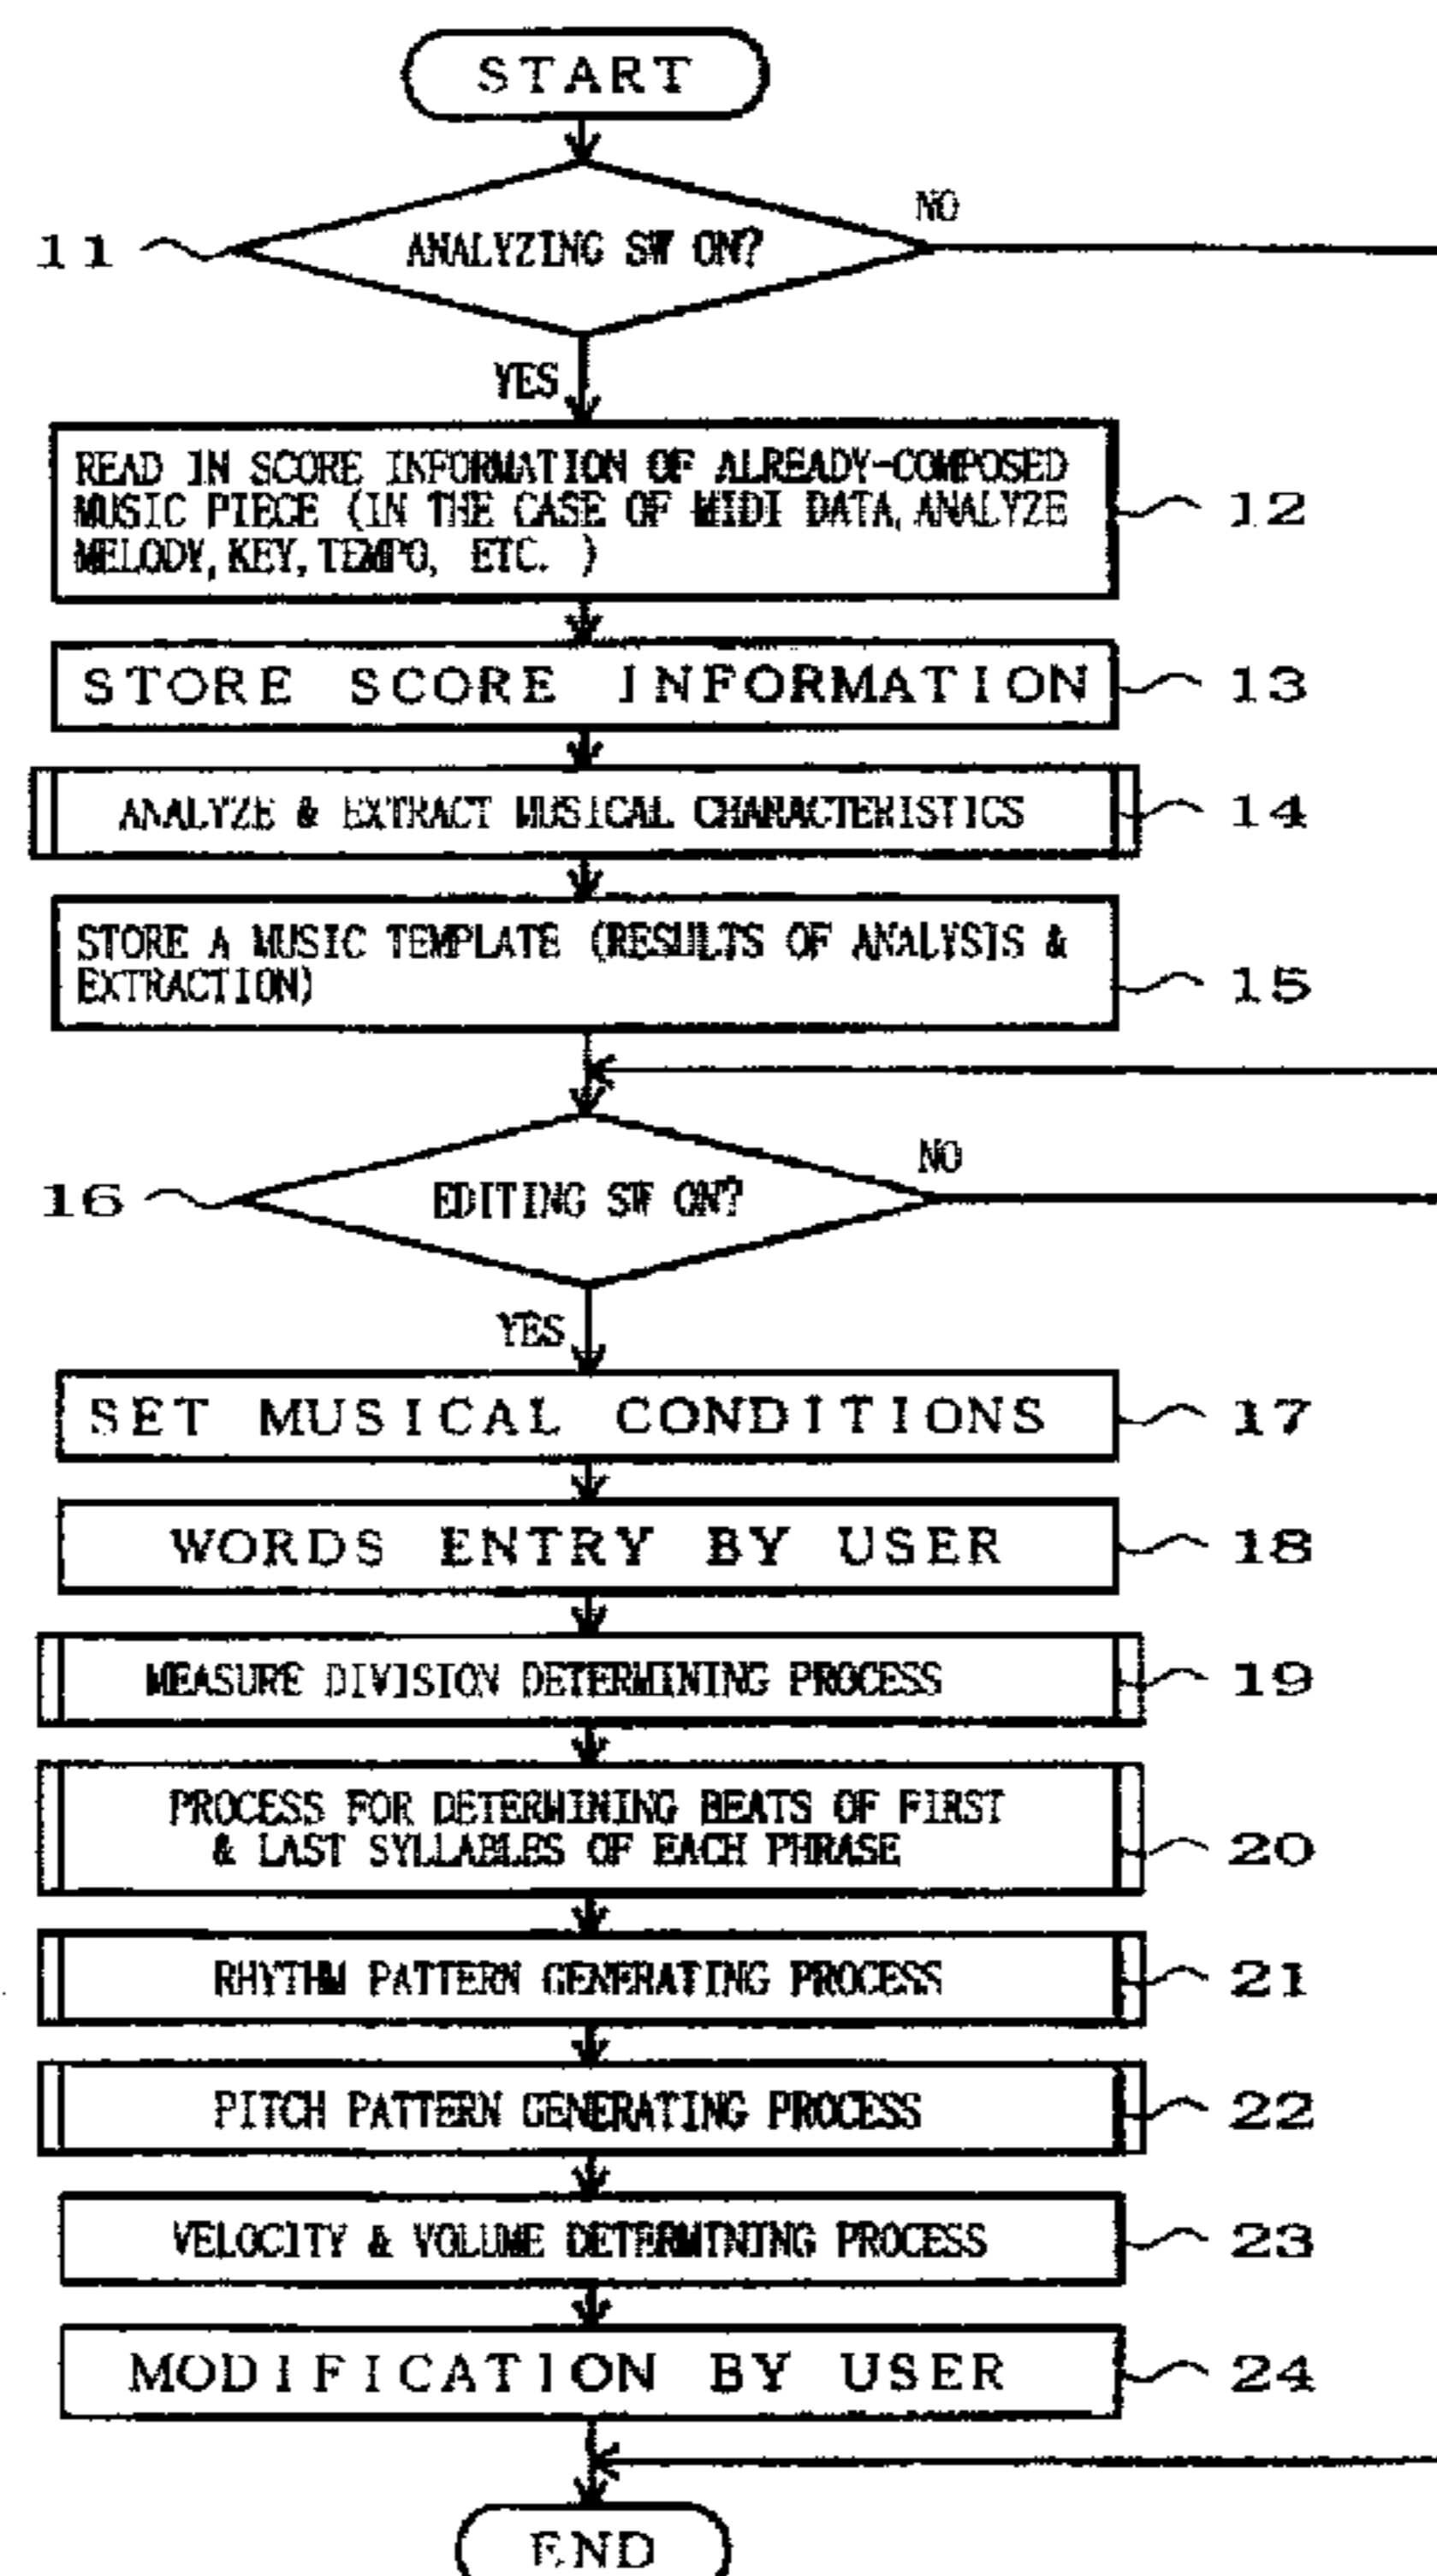 START
11
ANALYZING SW ON?
NO
YES
READ IN SCORE INFORMATION OF ALREADY-COMPOSED
MUSIC PIECE (IN THE CASE OF MIDI DATA, ANALYZE
MELODY, KEY, TEMPO, ETC. )
12
STORE SCORE INFORMATION
13
ANALYZE & EXTRACT MUSICAL CHARACTERISTICS
14
STORE A MUSIC TEMPLATE (RESULTS OF ANALYSIS &
EXTRACTION)
15
16
EDITING SW ON?
NO
YES
SET MUSICAL CONDITIONS
17
WORDS ENTRY BY USER
18
MEASURE DIVISION DETERMINING PROCESS
19
PROCESS FOR DETERMINING BEATS OF FIRST
& LAST SYLLABLES OF EACH PHRASE
20
RHYTHM PATTERN GENERATING PROCESS
21
PITCH PATTERN GENERATING PROCESS
22
VELOCITY & VOLUME DETERMINING PROCESS
23
MODIFICATION BY USER
24
END